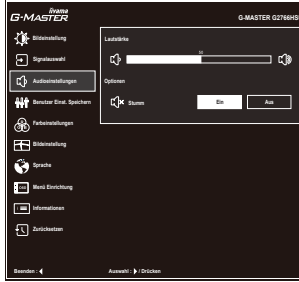 iiyama
G-MASTER
G-MASTER G2766HS
Bildeinstellung
Lautstärke
Signalauswahl
Audioeinstellungen
Optionen
Benutzer Einst. Speichern
Stumm
Ein
Aus
Farbeinstellungen
Bildeinstellung
Sprache
OSD
Menü Einrichtung
Informationen
Zurücksetzen
Beenden :
Auswahl : / Drücken